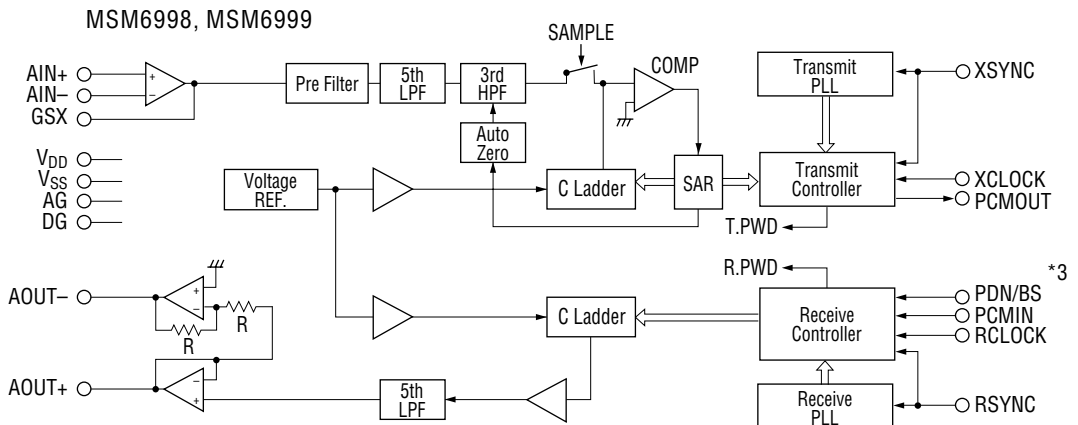 MSM6998, MSM6999
SAMPLE
AIN+
AIN−
GSX
+
−
Pre Filter
5th
LPF
3rd
HPF
COMP
Transmit
PLL
XSYNC
Auto
Zero
VDD
VSS
AG
DG
Voltage
REF.
C Ladder
SAR
Transmit
Controller
XCLOCK
PCMOUT
T.PWD
R.PWD
*3
AOUT−
+
−
R
R
C Ladder
Receive
Controller
PDN/BS
PCMIN
RCLOCK
AOUT+
−
+
5th
LPF
Receive
PLL
RSYNC